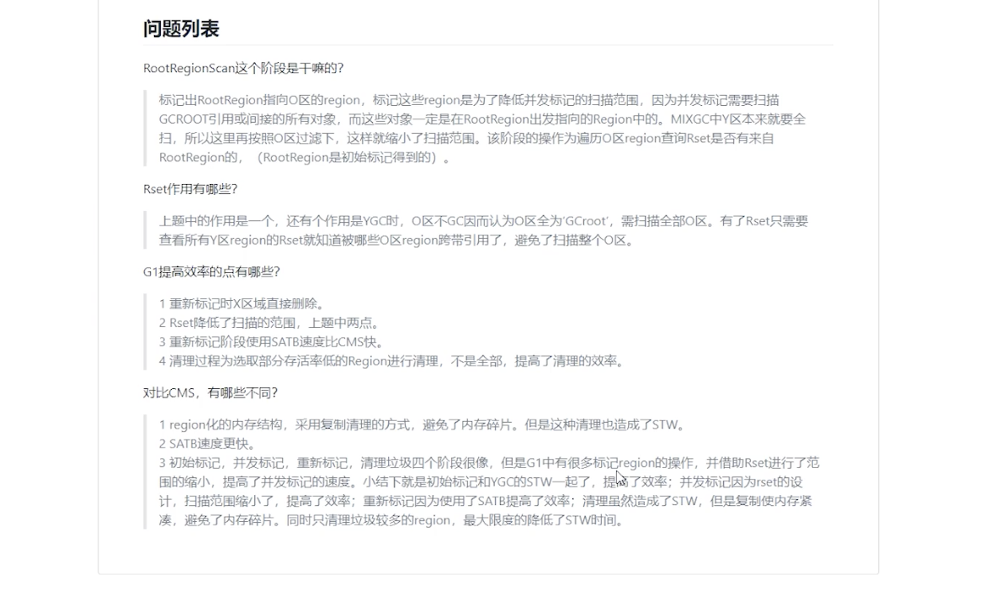 问题列表
RootRegionScan这个阶段是干嘛的?
标记出RootRegion指向O区的region，标记这些region是为了降低并发标记的扫描范围，因为并发标记需要扫描
GCROOT引用或间接的所有对象，而这些对象一定是在RootRegion出发指向的Region中的。MIXGC中Y区本来就要全
扫，所以这里再按照O区过滤下，这样就缩小了扫描范围。该阶段的操作为遍历O区region查询Rset是否有来自
RootRegion的，（RootRegion是初始标记得到的）。
Rset作用有哪些?
上题中的作用是一个，还有个作用是YGC时，O区不GC因而认为O区全为'GCroot'，需扫描全部O区。有了Rset只需要
查看所有Y区region的Rset就知道被哪些O区region跨带引用了，避免了扫描整个O区。
G1提高效率的点有哪些?
1 重新标记时X区域直接删除。
2 Rset降低了扫描的范围，上题中两点。
3 重新标记阶段使用SATB速度比CMS快。
4 清理过程为选取部分存活率低的Region进行清理，不是全部，提高了清理的效率。
对比CMS，有哪些不同?
1 region化的内存结构，采用复制清理的方式，避免了内存碎片。但是这种清理也造成了STW。
2 SATB速度更快。
3 初始标记，并发标记，重新标记，清理垃圾四个阶段很像，但是G1中有很多标记region的操作，并借助Rset进行了范
围的缩小，提高了并发标记的速度。小结下就是初始标记和YGC的STW一起了，提高了效率；并发标记因为rset的设
计，扫描范围缩小了，提高了效率；重新标记因为使用了SATB提高了效率；清理虽然造成了STW，但是复制使内存紧
凑，避免了内存碎片。同时只清理垃圾较多的region，最大限度的降低了STW时间。